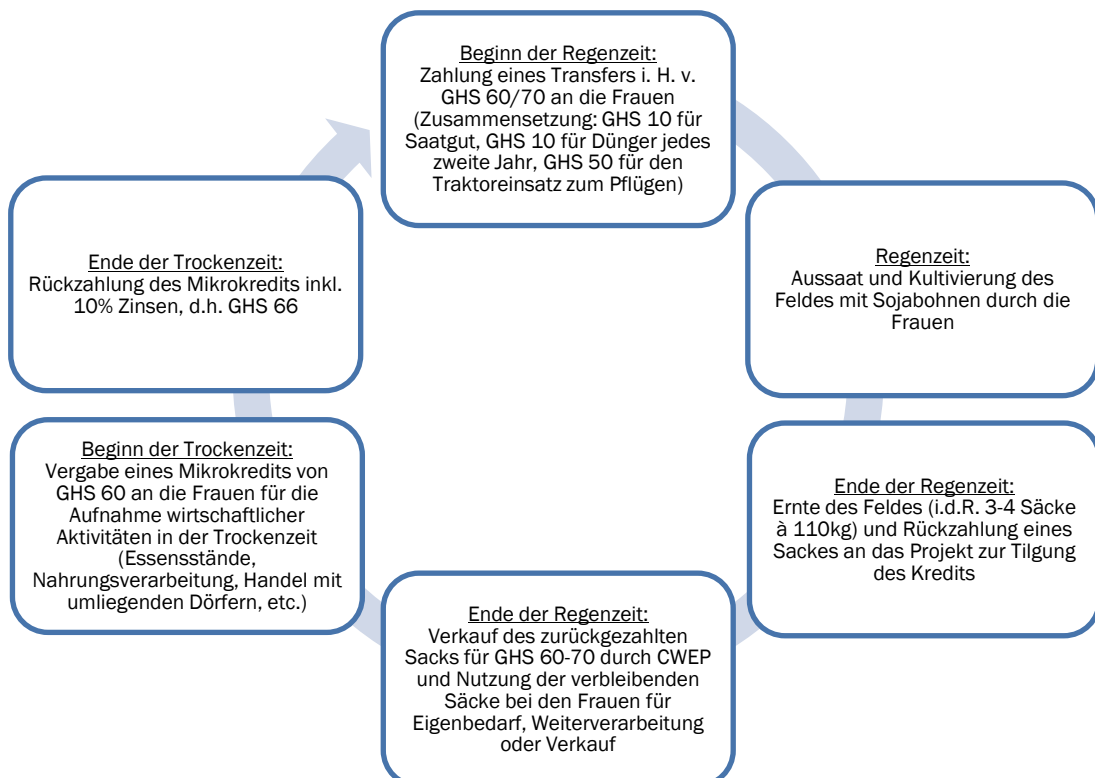 Beginn der Regenzeit:
Zahlung eines Transfers i. H. v.
GHS 60/70 an die Frauen
(Zusammensetzung: GHS 10 für
Saatgut, GHS 10 für Dünger jedes
zweite Jahr, GHS 50 für den
Traktoreinsatz zum Pflügen)
Regenzeit:
Aussaat und Kultivierung des
Feldes mit Sojabohnen durch die
Frauen
Ende der Regenzeit:
Ernte des Feldes (i.d.R. 3-4 Säcke
à 110kg) und Rückzahlung eines
Sackes an das Projekt zur Tilgung
des Kredits
Ende der Regenzeit:
Verkauf des zurückgezahlten
Sacks für GHS 60-70 durch CWEP
und Nutzung der verbleibenden
Säcke bei den Frauen für
Eigenbedarf, Weiterverarbeitung
oder Verkauf
Beginn der Trockenzeit:
Vergabe eines Mikrokredits von
GHS 60 an die Frauen für die
Aufnahme wirtschaftlicher
Aktivitäten in der Trockenzeit
(Essensstände,
Nahrungsverarbeitung, Handel mit
umliegenden Dörfern, etc.)
Ende der Trockenzeit:
Rückzahlung des Mikrokredits inkl.
10% Zinsen, d.h. GHS 66